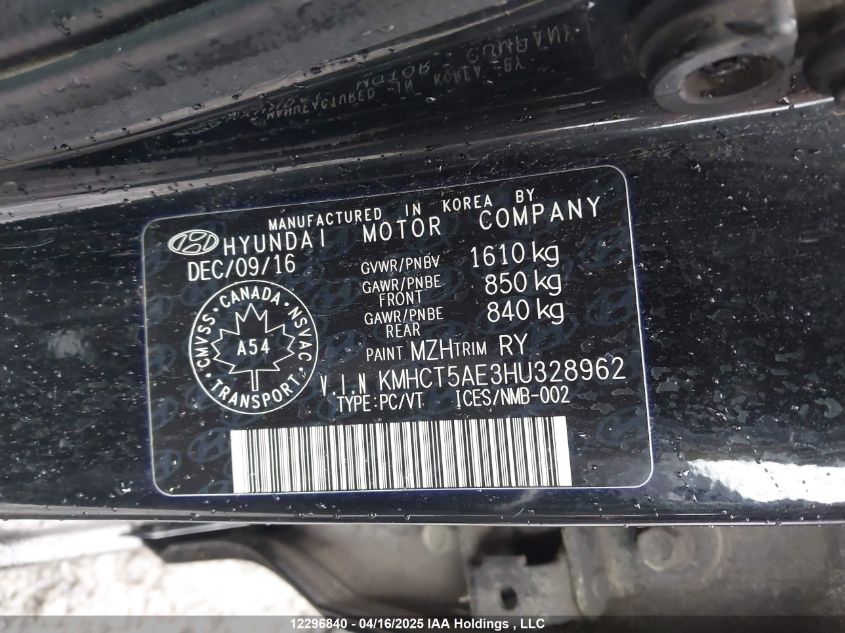 MANUFACTURED IN KOREA BY
HYUNDAI MOTOR COMPANY
DEC/09/16
GVWR/PNBV 1610 kg
GAWR/PNBE FRONT 850 kg
GAWR/PNBE REAR 840 kg
PAINT MZH TRIM RY
V.I.N KMHCT5AE3HU328962
TYPE:PC/VT ICES/NMB-002
CMVSS · CANADA · NSVAC · TRANSPORT ·
A54
12296840 - 04/16/2025 IAA Holdings , LLC